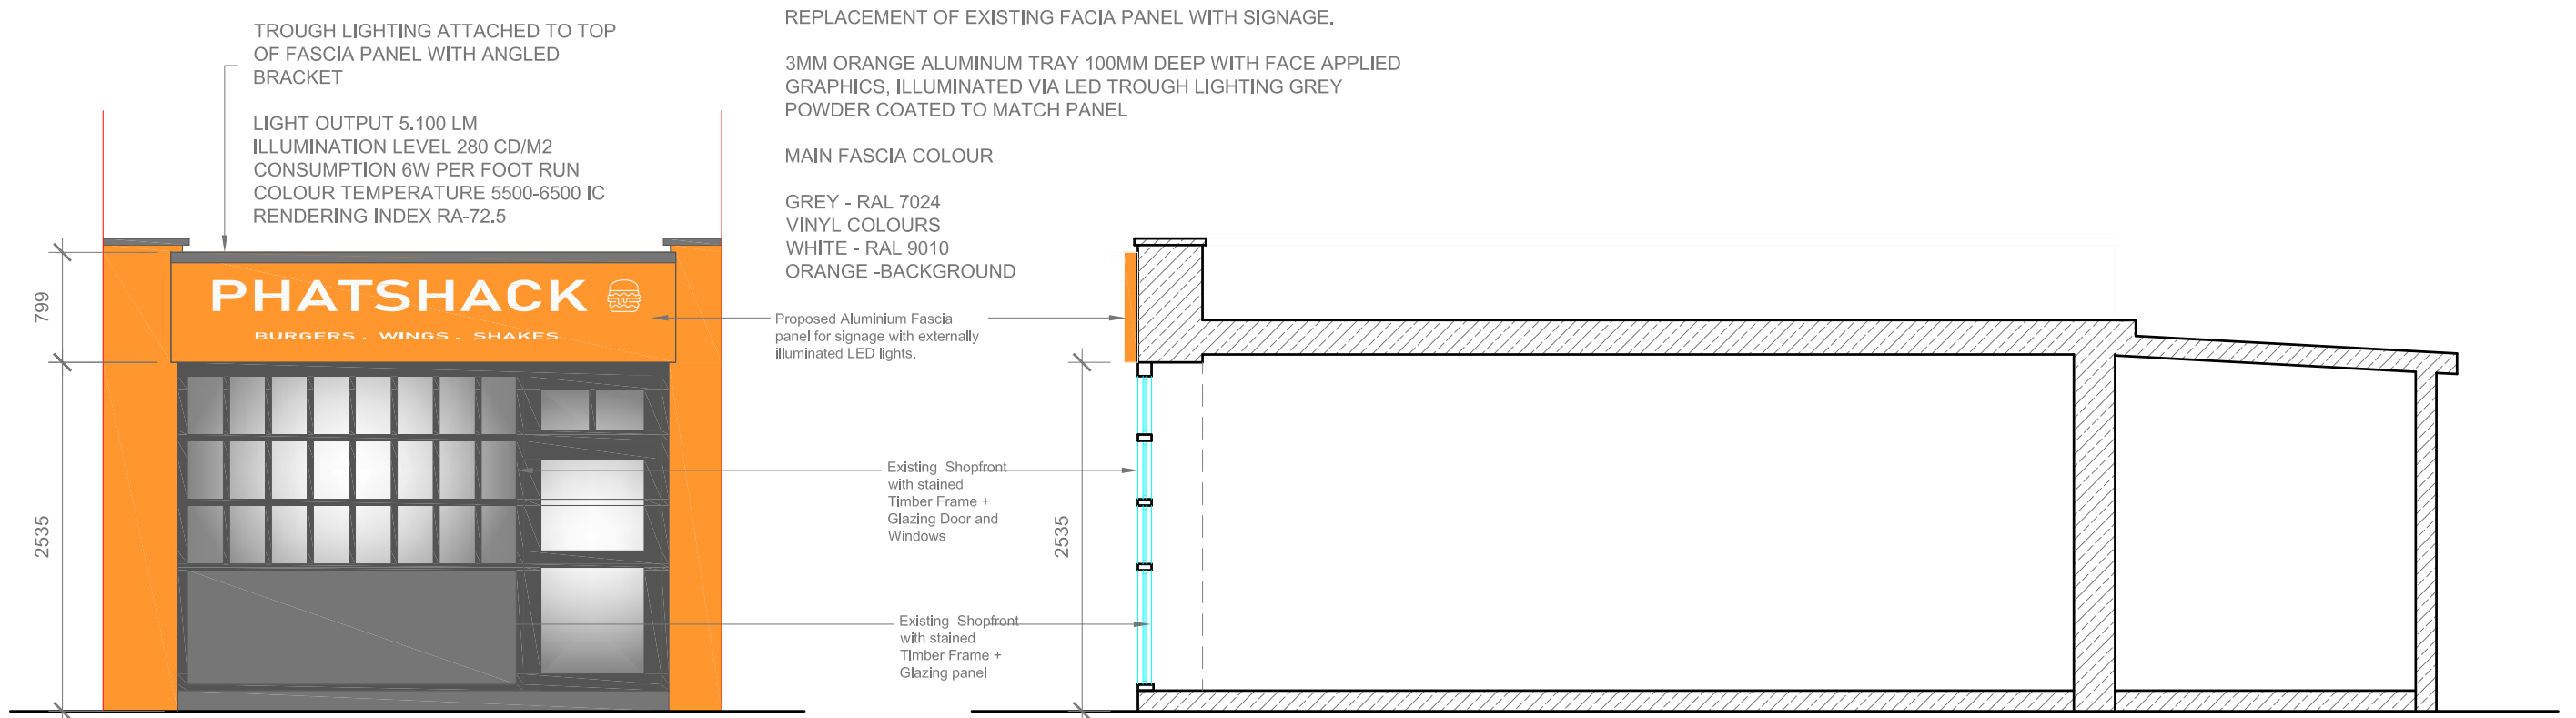 TROUGH LIGHTING ATTACHED TO TOP
OF FASCIA PANEL WITH ANGLED
BRACKET
LIGHT OUTPUT 5.100 LM
ILLUMINATION LEVEL 280 CD/M2
CONSUMPTION 6W PER FOOT RUN
COLOUR TEMPERATURE 5500-6500 IC
RENDERING INDEX RA-72.5
REPLACEMENT OF EXISTING FACIA PANEL WITH SIGNAGE.
3MM ORANGE ALUMINUM TRAY 100MM DEEP WITH FACE APPLIED
GRAPHICS, ILLUMINATED VIA LED TROUGH LIGHTING GREY
POWDER COATED TO MATCH PANEL
MAIN FASCIA COLOUR
GREY - RAL 7024
VINYL COLOURS
WHITE - RAL 9010
ORANGE -BACKGROUND
799
2535
PHATSHACK
BURGERS . WINGS . SHAKES
Proposed Aluminium Fascia
panel for signage with externally
illuminated LED lights.
Existing Shopfront
with stained
Timber Frame +
Glazing Door and
Windows
Existing Shopfront
with stained
Timber Frame +
Glazing panel
2535